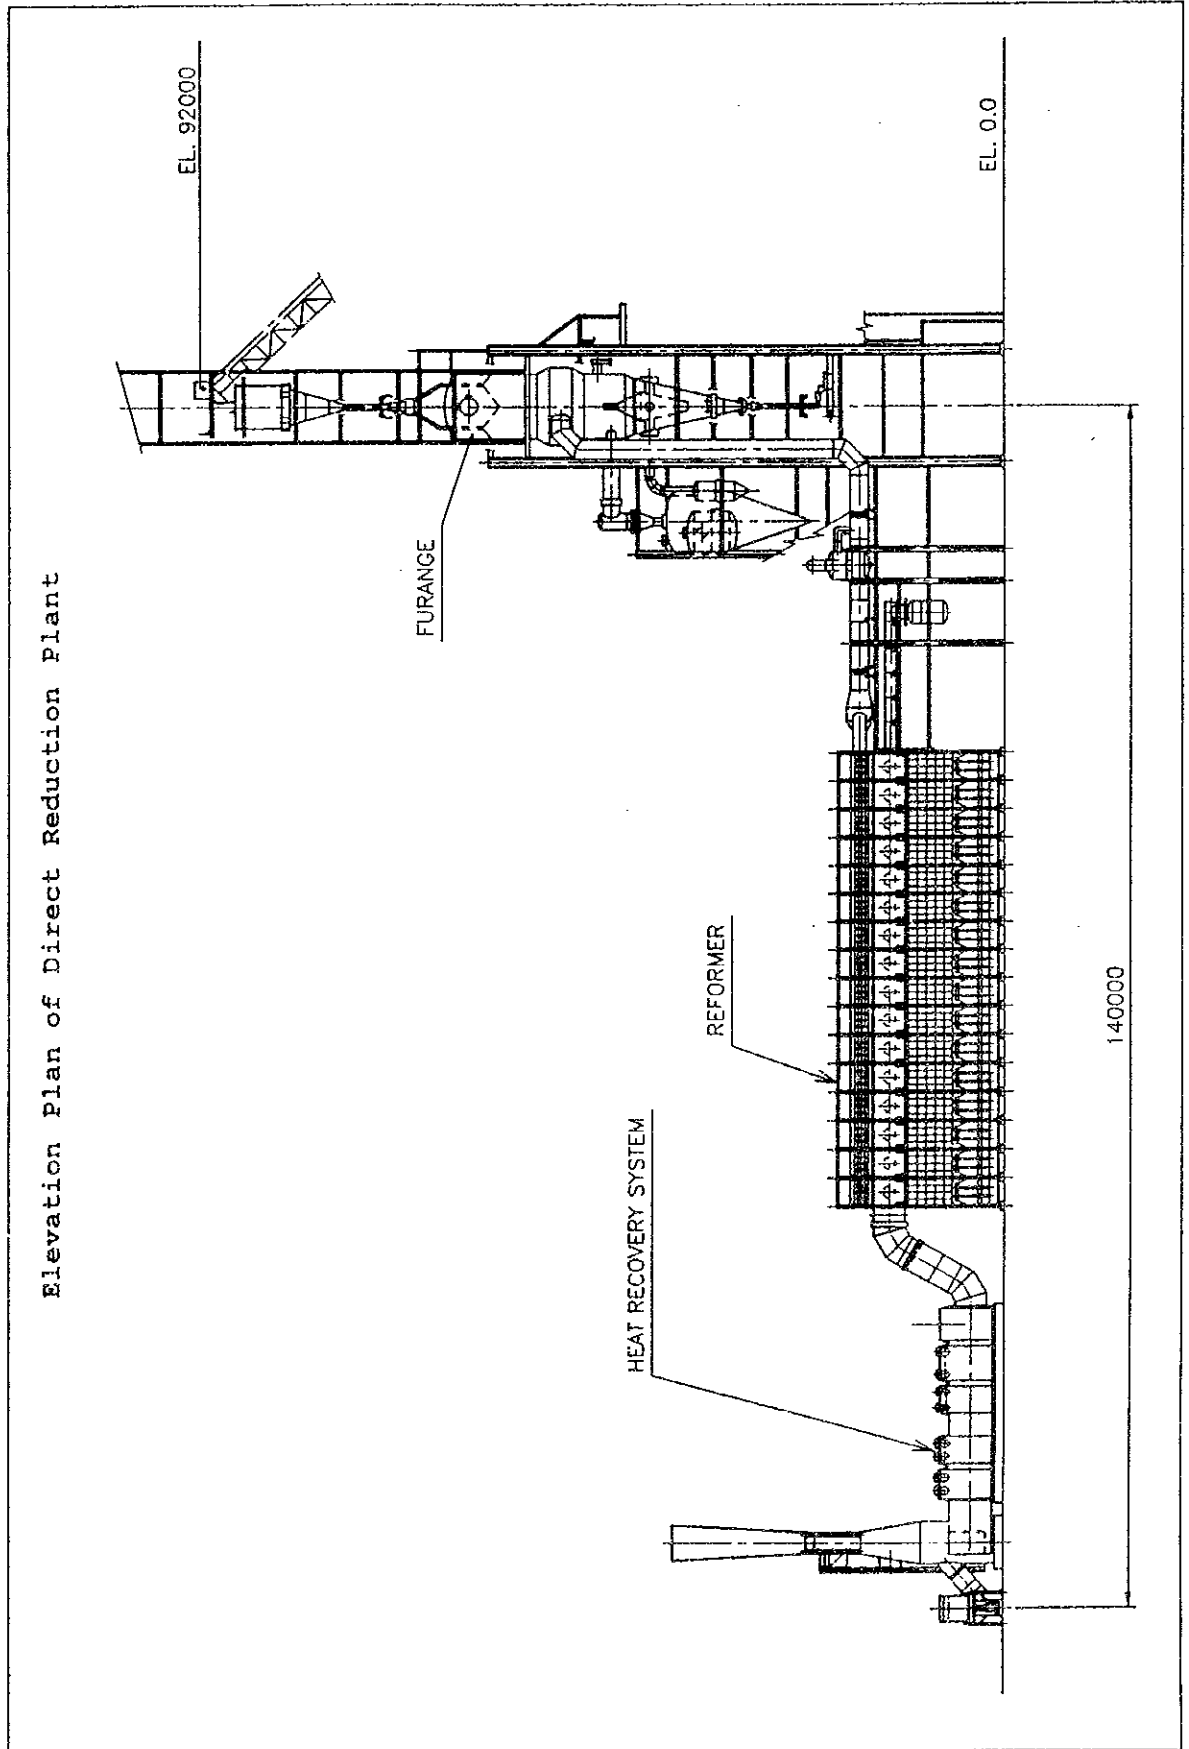 Elevation Plan of Direct Reduction Plant
EL. 92000
FURANGE
REFORMER
HEAT RECOVERY SYSTEM
EL. 0.0
140000